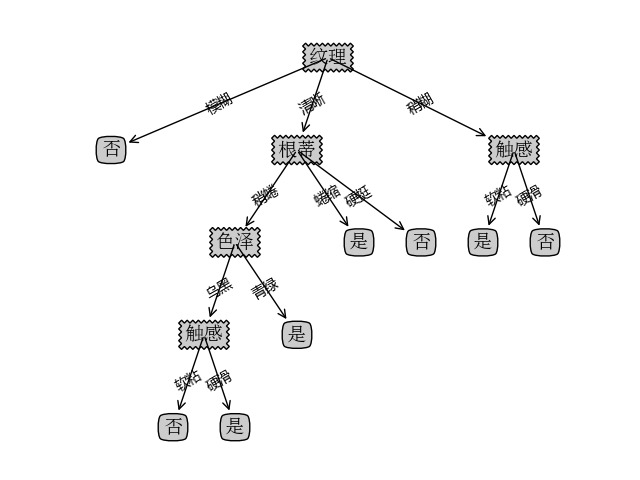 纹理
模糊
清晰
稍糊
否
根蒂
触感
稍蜷
蜷缩
硬挺
软粘
硬滑
色泽
是
否
是
否
乌黑
青绿
触感
是
软粘
硬滑
否
是